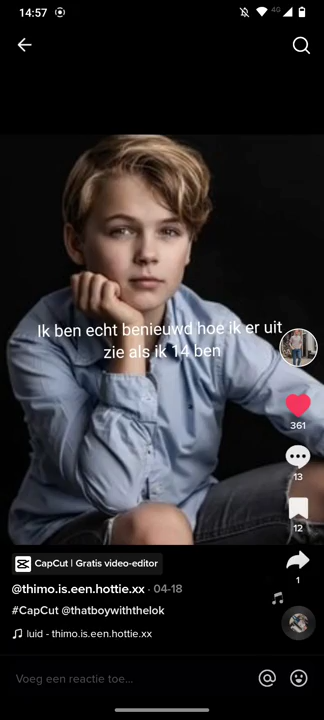 14:57
4G
Ik ben echt benieuwd hoe ik er uit
zie als ik 14 ben
361
13
12
1
CapCut | Gratis video-editor
@thimo.is.een.hottie.xx · 04-18
#CapCut @thatboywiththelok
luid - thimo.is.een.hottie.xx
Voeg een reactie toe...